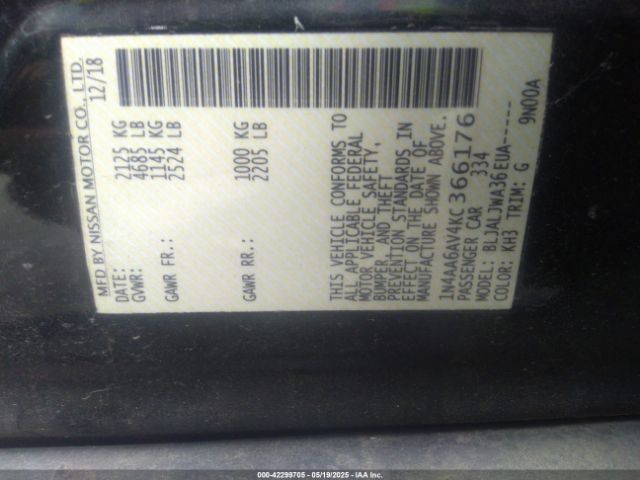 MFD BY NISSAN MOTOR CO., LTD.
DATE: 12/18
GVWR: 2125 KG
4685 LB
GAWR FR.: 1145 KG
2524 LB
GAWR RR.: 1000 KG
2205 LB
THIS VEHICLE CONFORMS TO
ALL APPLICABLE FEDERAL
MOTOR VEHICLE SAFETY,
BUMPER, AND THEFT
PREVENTION STANDARDS IN
EFFECT ON THE DATE OF
MANUFACTURE SHOWN ABOVE.
1N4AA6AV4KC366176
PASSENGER CAR 334
MODEL: BLJALJWA36EUA-----
COLOR: KH3 TRIM: G 9N00A
000-42299705 - 05/19/2025 - IAA Inc.